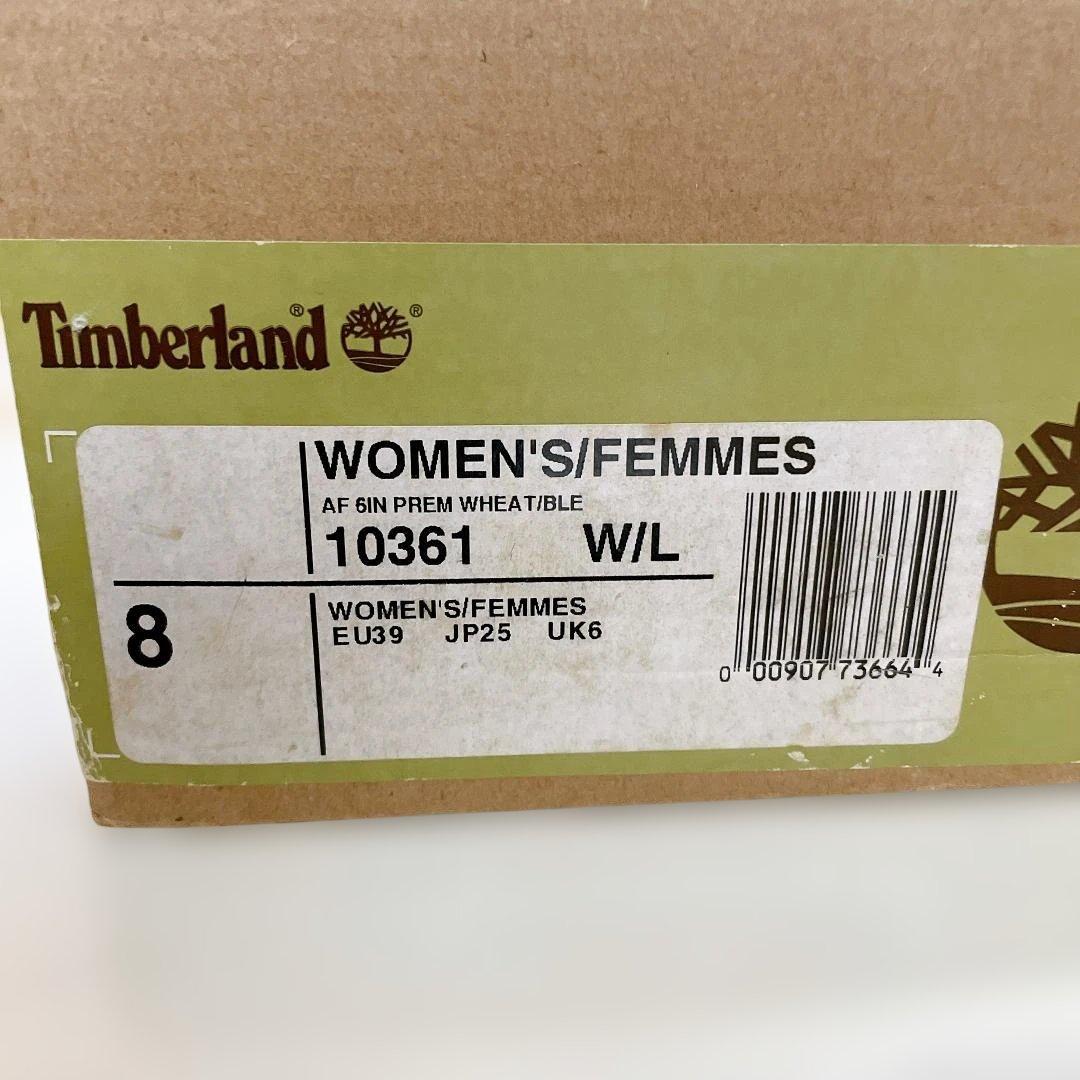 Timberland® ®
WOMEN'S/FEMMES
AF 6IN PREM WHEAT/BLE
10361 W/L
8
WOMEN'S/FEMMES
EU39 JP25 UK6
0 00907 73664 4